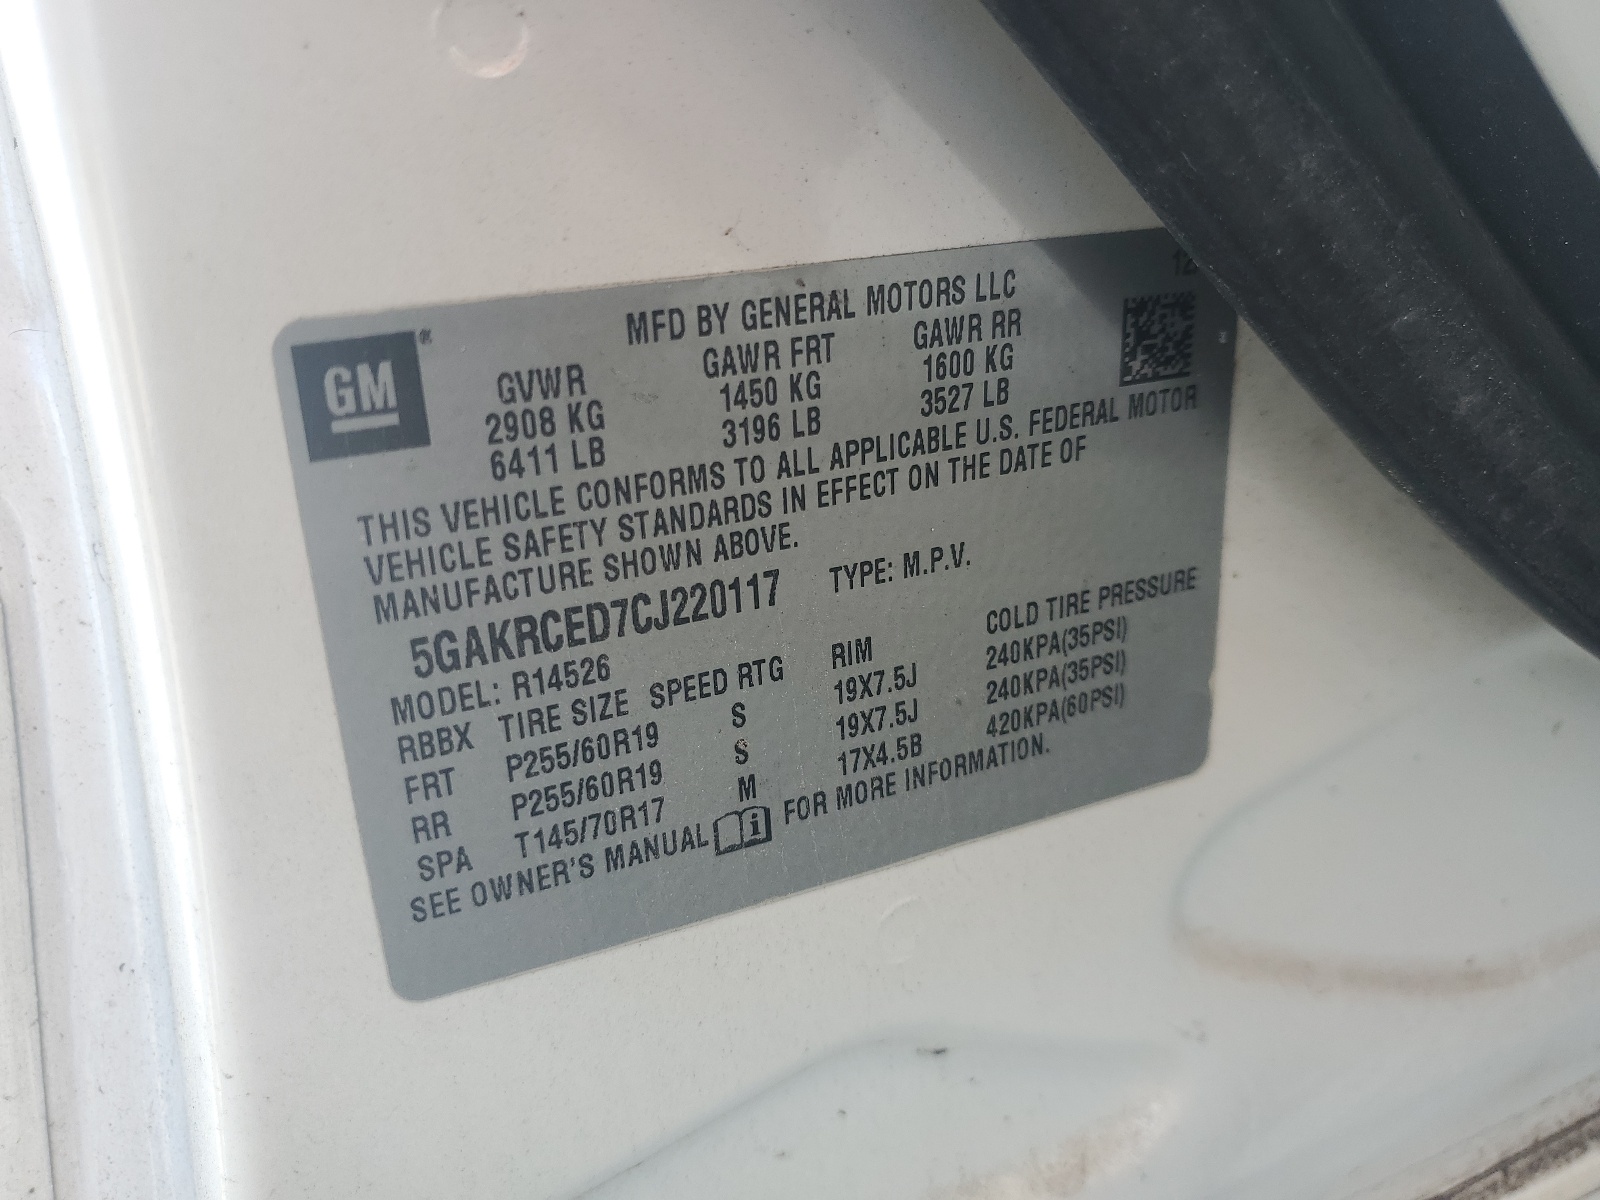 12
MFD BY GENERAL MOTORS LLC
GM®
GVWR GAWR FRT GAWR RR
2908 KG 1450 KG 1600 KG
6411 LB 3196 LB 3527 LB
THIS VEHICLE CONFORMS TO ALL APPLICABLE U.S. FEDERAL MOTOR
VEHICLE SAFETY STANDARDS IN EFFECT ON THE DATE OF
MANUFACTURE SHOWN ABOVE.
5GAKRCED7CJ220117 TYPE: M.P.V.
MODEL: R14526
RBBX TIRE SIZE SPEED RTG RIM COLD TIRE PRESSURE
FRT P255/60R19 S 19X7.5J 240KPA(35PSI)
RR P255/60R19 S 19X7.5J 240KPA(35PSI)
SPA T145/70R17 M 17X4.5B 420KPA(60PSI)
SEE OWNER'S MANUAL i FOR MORE INFORMATION.